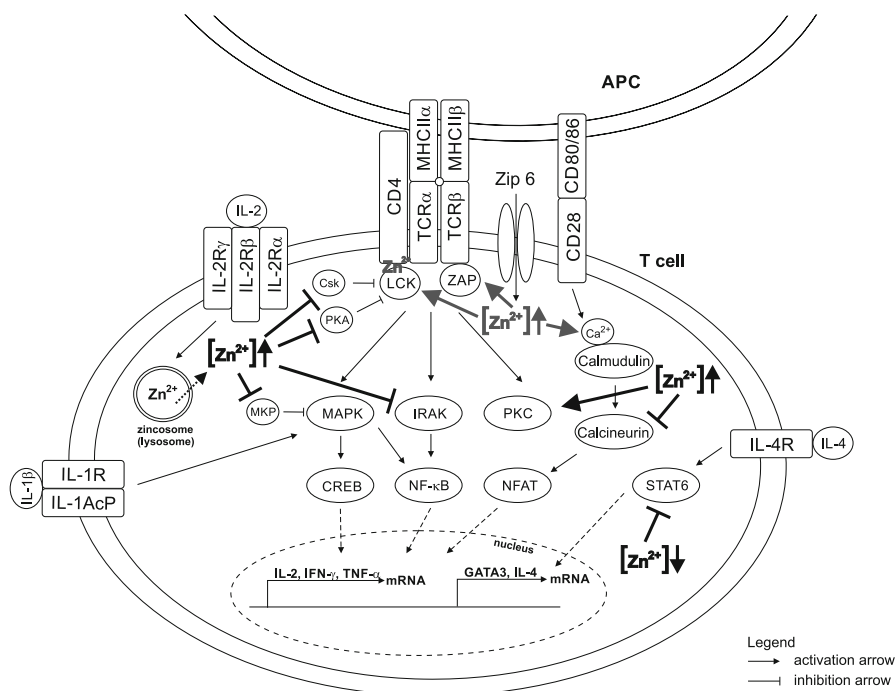 APC
MHCIIα
MHCIIβ
CD80/86
CD4
TCRα
TCRβ
Zip 6
CD28
IL-2
IL-2Rγ
IL-2Rβ
IL-2Rα
T cell
Zn2+
Csk
LCK
ZAP
PKA
[Zn2+]
Ca2+
[Zn2+]
Calmudulin
[Zn2+]
Zn2+
zincosome
(lysosome)
MKP
MAPK
IRAK
PKC
Calcineurin
IL-1β
IL-1R
IL-1AcP
IL-4R
IL-4
CREB
NF-κB
NFAT
STAT6
nucleus
[Zn2+]
IL-2, IFN-γ, TNF-α mRNA
GATA3, IL-4 mRNA
Legend
activation arrow
inhibition arrow